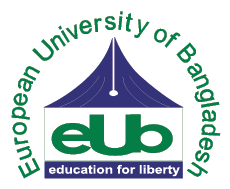 European University of Bangladesh
eUb
education for liberty